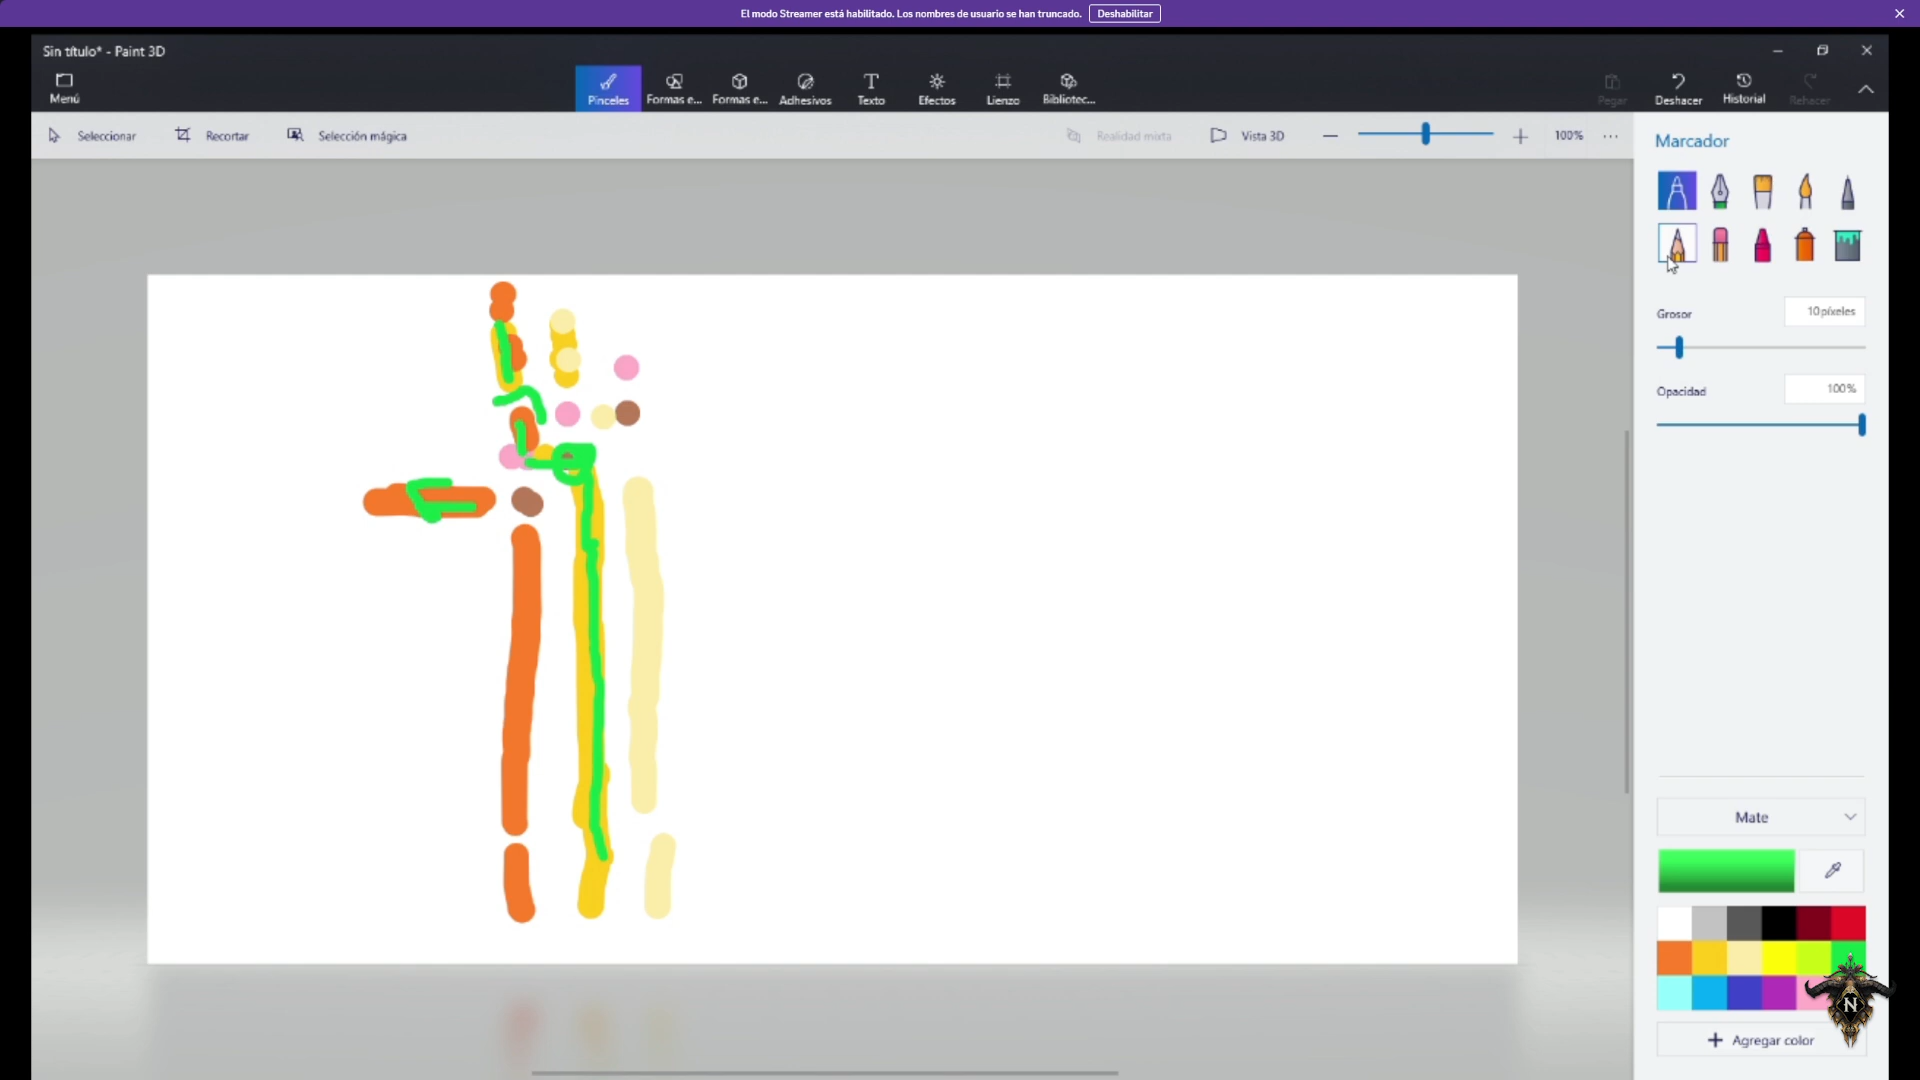 El modo Streamer está habilitado. Los nombres de usuario se han truncado. Deshabilitar
Sin título* - Paint 3D
Menú
Pinceles
Formas e...
Formas e...
Adhesivos
Texto
Efectos
Lienzo
Bibliotec...
Pegar
Deshacer
Historial
Rehacer
Seleccionar
Recortar
Selección mágica
Realidad mixta
Vista 3D
100%
Marcador
Grosor
10píxeles
Opacidad
100%
Mate
N
Agregar color